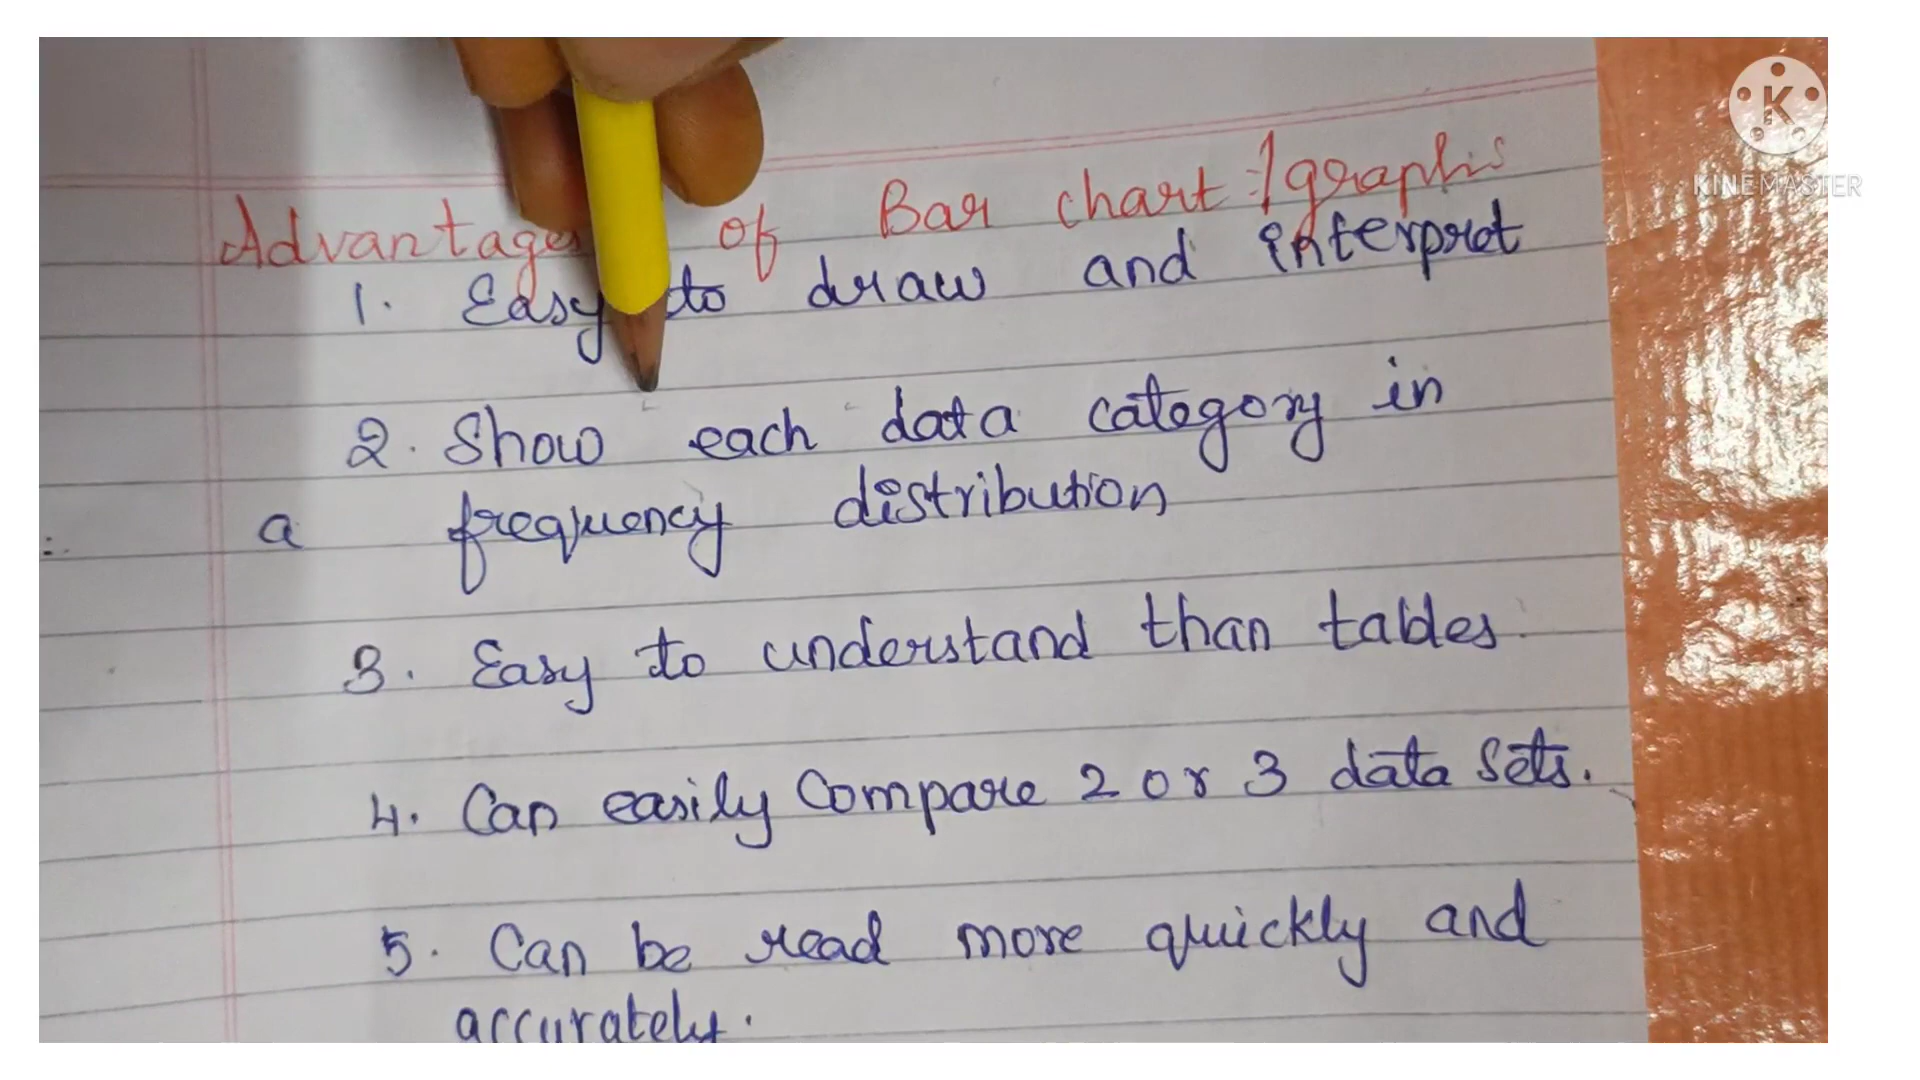 Advantages of Bar chart:/graphs
1. Easy to draw and interpret
2. Show each data category in
a frequency distribution
3. Easy to understand than tables
4. Can easily compare 2 or 3 data sets.
5. Can be read more quickly and
accurately.
K
KINEMASTER